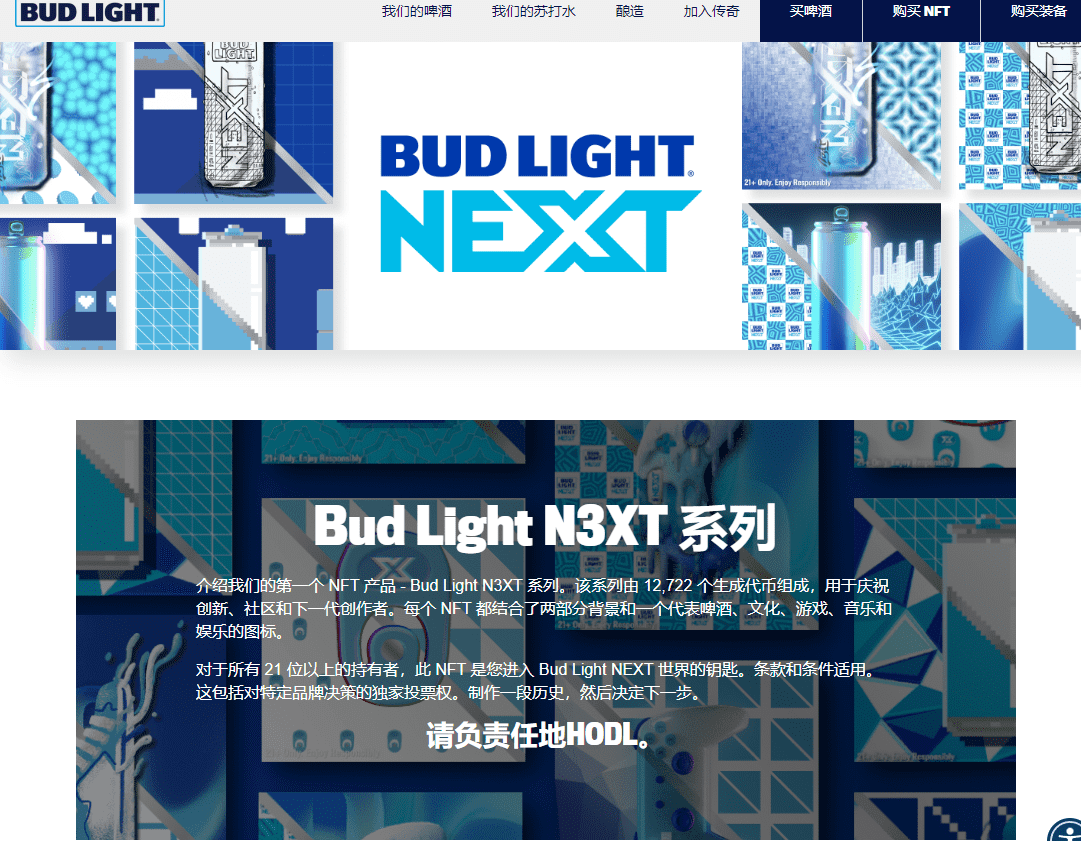 BUD LIGHT
我们的啤酒 我们的苏打水 酿造 加入传奇 买啤酒 购买 NFT 购买装备
BUD LIGHT
NEXT
NEXT
21+ Only. Enjoy Responsibly
BUD LIGHT®
NEXT
21+ Only. Enjoy Responsibly
Bud Light N3XT 系列
介绍我们的第一个 NFT 产品 - Bud Light N3XT 系列。该系列由 12,722 个生成代币组成，用于庆祝
创新、社区和下一代创作者。每个 NFT 都结合了两部分背景和一个代表啤酒、文化、游戏、音乐和
娱乐的图标。
对于所有 21 位以上的持有者，此 NFT 是您进入 Bud Light NEXT 世界的钥匙。条款和条件适用。
这包括对特定品牌决策的独家投票权。制作一段历史，然后决定下一步。
请负责任地HODL。